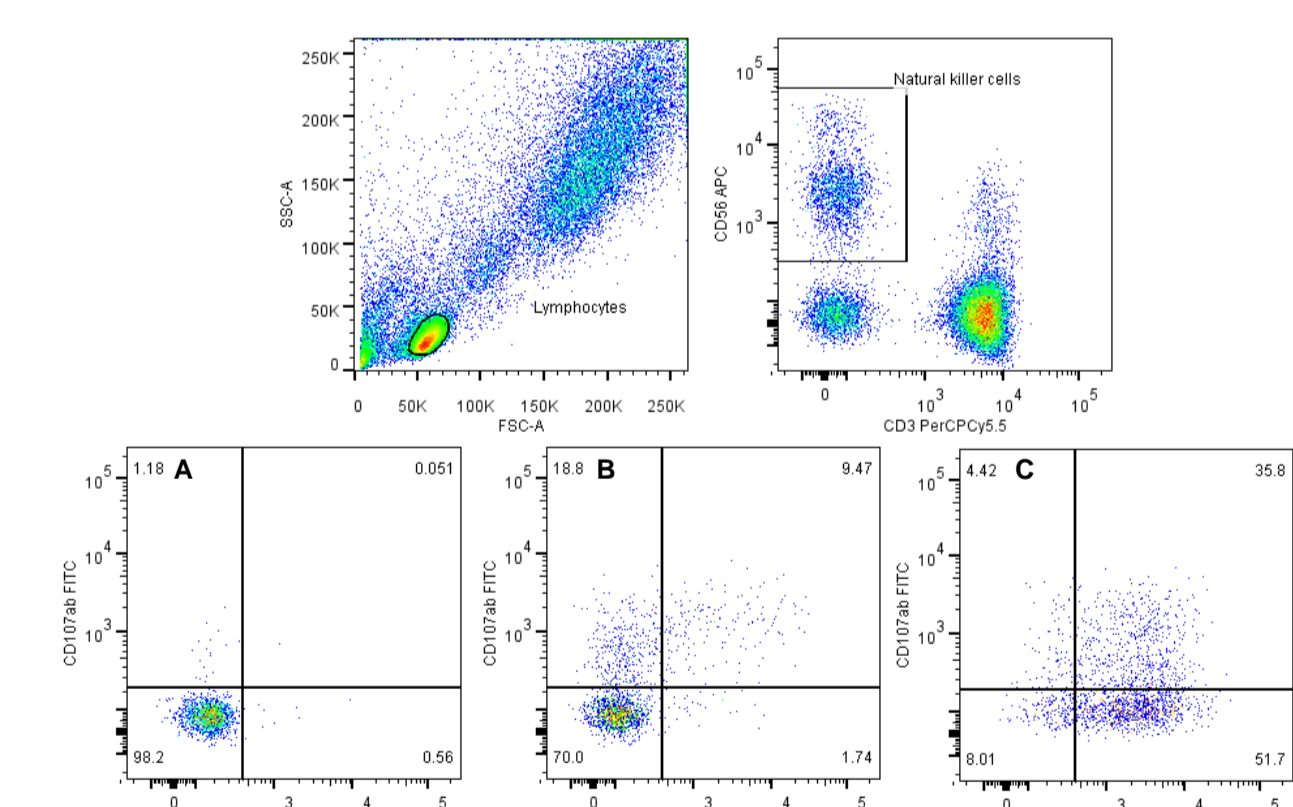 250K
200K
150K
100K
50K
0
SSC-A
Lymphocytes
0 50K 100K 150K 200K 250K
FSC-A
10^5
10^4
10^3
CD56 APC
Natural killer cells
0 10^3 10^4 10^5
CD3 PerCPCy5.5
1.18 A 0.051
10^5
10^4
10^3
CD107ab FITC
98.2 0.56
0 3 4 5
18.8 B 9.47
10^5
10^4
10^3
CD107ab FITC
70.0 1.74
0 3 4 5
4.42 C 35.8
10^5
10^4
10^3
CD107ab FITC
8.01 51.7
0 3 4 5